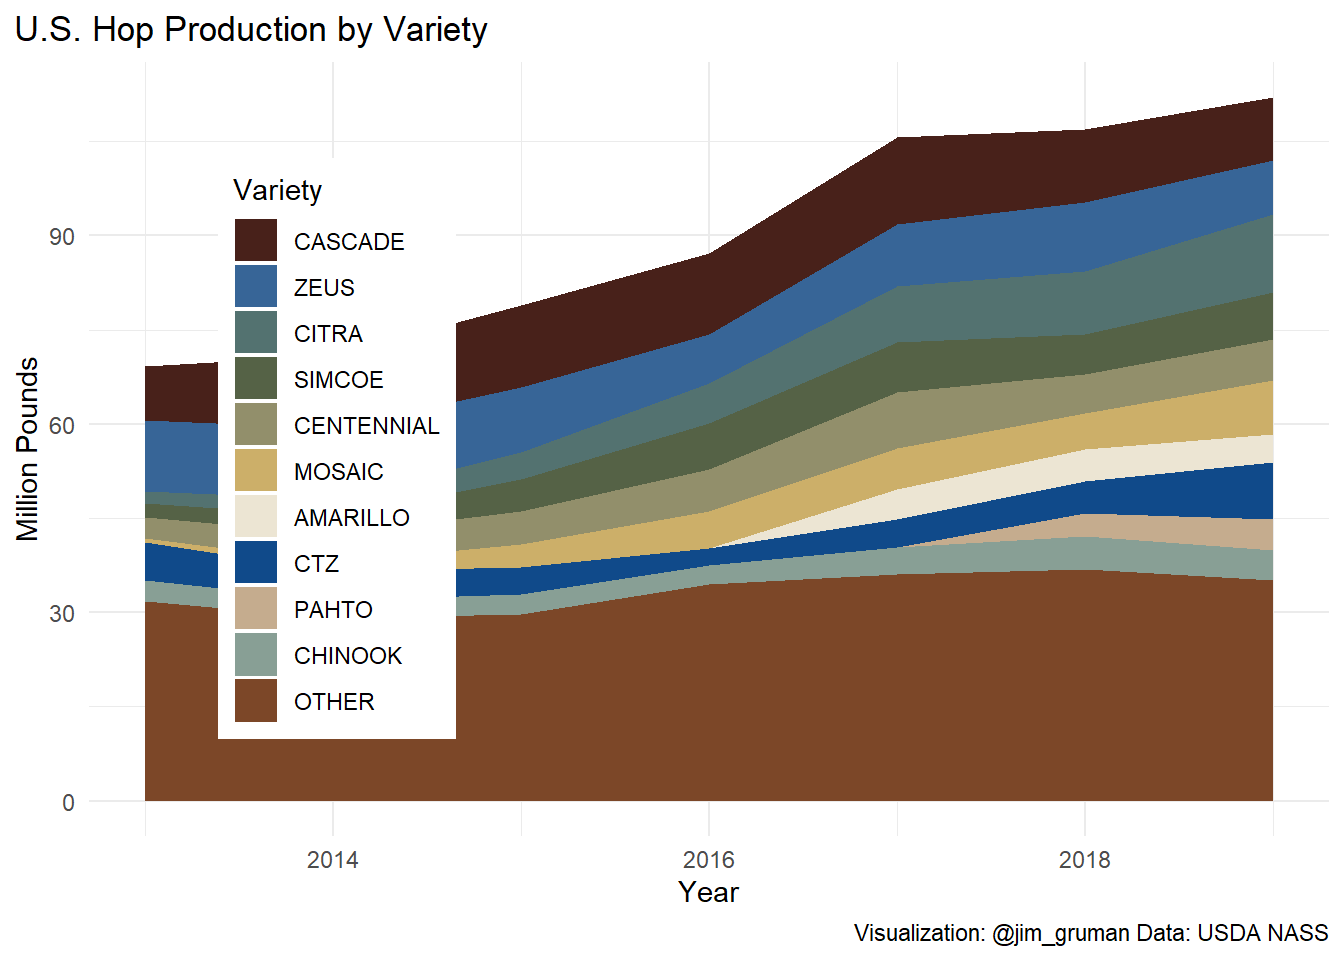 U.S. Hop Production by Variety
Million Pounds
90
60
30
0
Variety
CASCADE
ZEUS
CITRA
SIMCOE
CENTENNIAL
MOSAIC
AMARILLO
CTZ
PAHTO
CHINOOK
OTHER
2014 2016 2018
Year
Visualization: @jim_gruman Data: USDA NASS